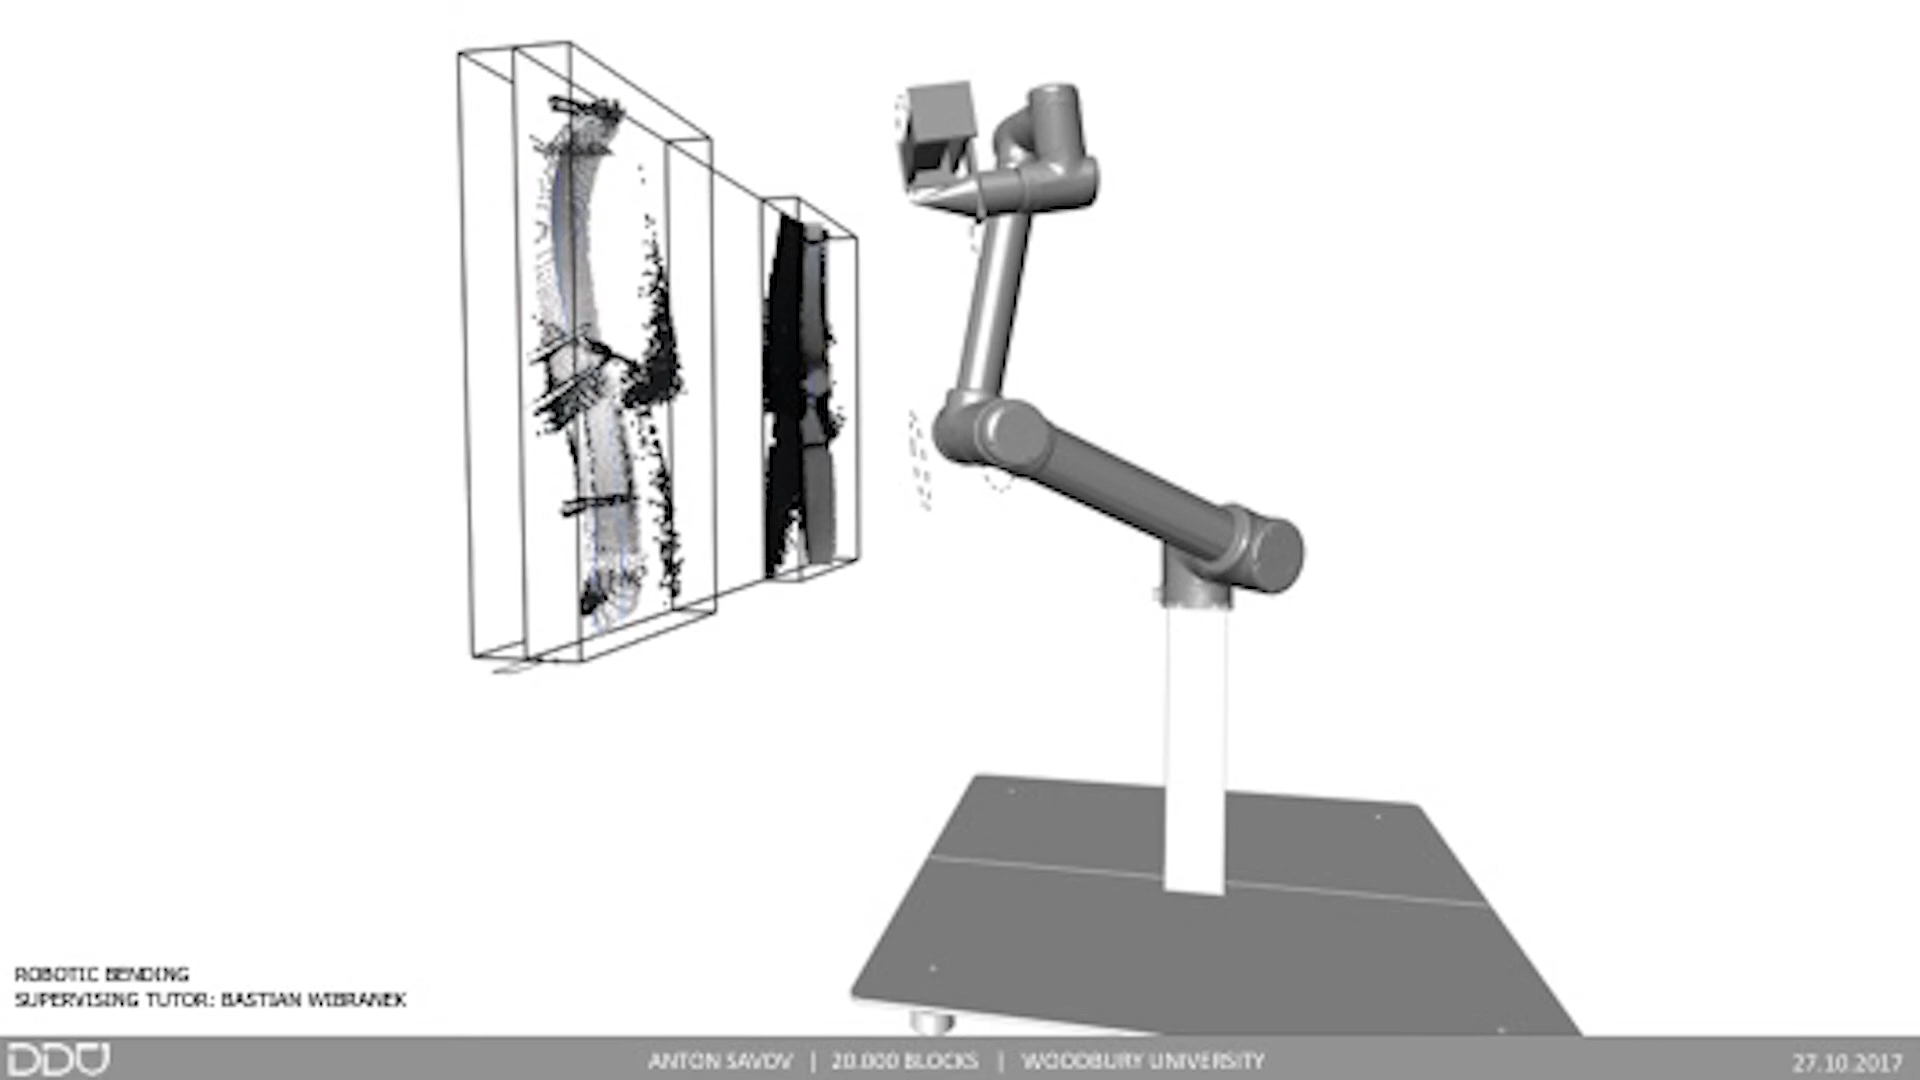 ROBOTIC BENDING
SUPERVISING TUTOR: BASTIAN WIBRANEK
DDU
ANTON SAVOV | 20.000 BLOCKS | WOODBURY UNIVERSITY
27.10.2017